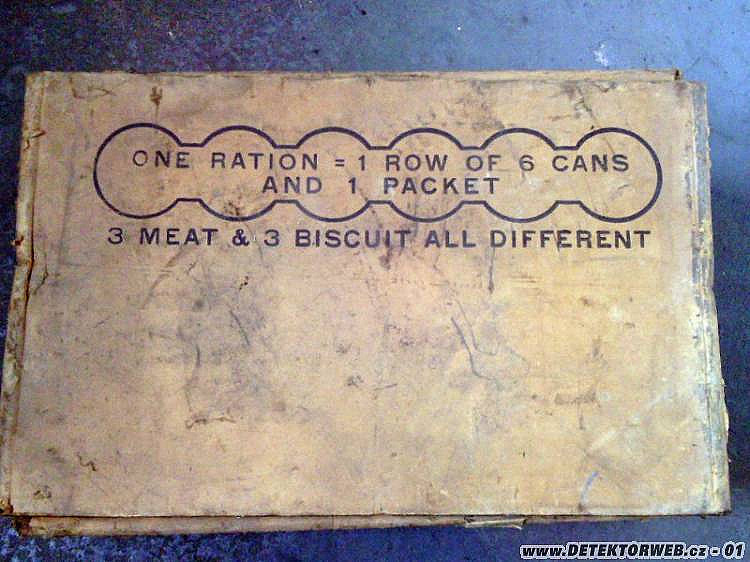 ONE RATION = 1 ROW OF 6 CANS
AND 1 PACKET
3 MEAT & 3 BISCUIT ALL DIFFERENT
www.DETEKTORWEB.cz - 01